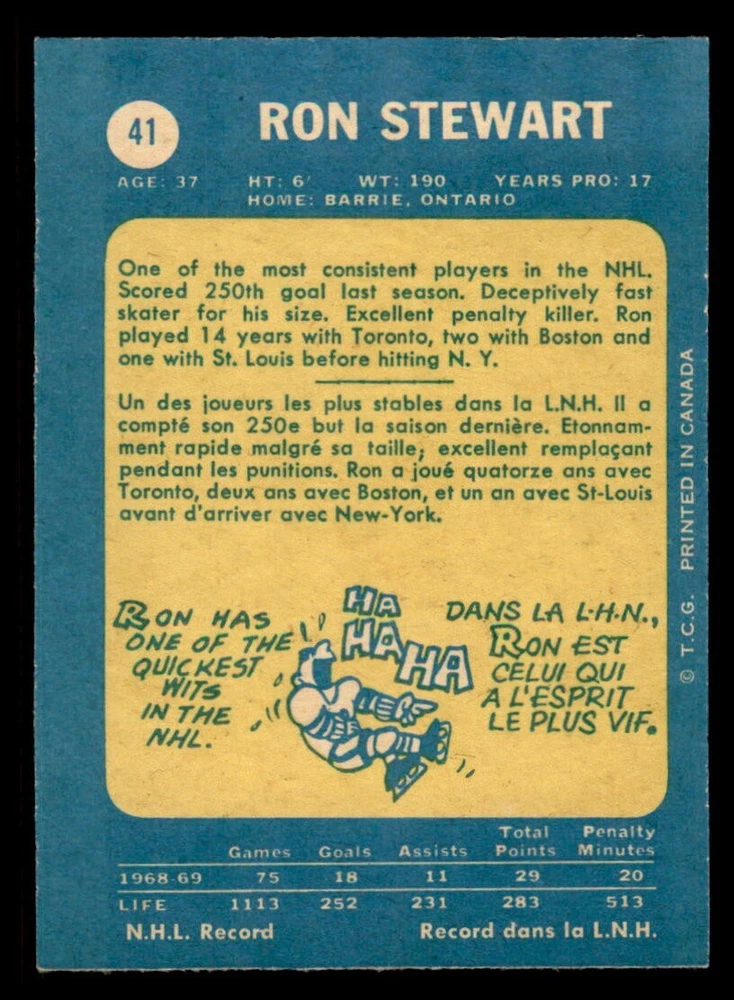 41
RON STEWART
AGE: 37 HT: 6' WT: 190 YEARS PRO: 17
HOME: BARRIE, ONTARIO
One of the most consistent players in the NHL.
Scored 250th goal last season. Deceptively fast
skater for his size. Excellent penalty killer. Ron
played 14 years with Toronto, two with Boston and
one with St. Louis before hitting N. Y.
Un des joueurs les plus stables dans la L.N.H. Il a
compté son 250e but la saison dernière. Etonnam-
ment rapide malgré sa taille; excellent remplaçant
pendant les punitions. Ron a joué quatorze ans avec
Toronto, deux ans avec Boston, et un an avec St-Louis
avant d'arriver avec New-York.
RON HAS
ONE OF THE
QUICKEST
WITS
IN THE
NHL.
HA
HA
HA
DANS LA L.H.N.,
RON EST
CELUI QUI
A L'ESPRIT
LE PLUS VIF.
© T.C.G. PRINTED IN CANADA
Games Goals Assists Total Points Penalty Minutes
1968-69 75 18 11 29 20
LIFE 1113 252 231 283 513
N.H.L. Record Record dans la L.N.H.